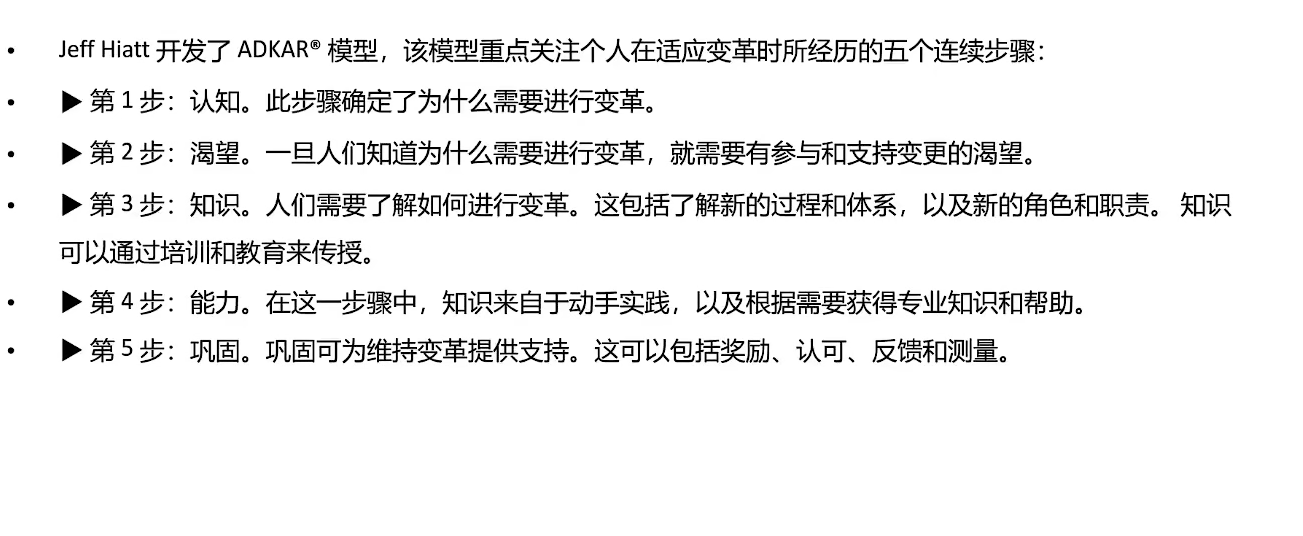 • Jeff Hiatt 开发了 ADKAR® 模型，该模型重点关注个人在适应变革时所经历的五个连续步骤：
• ▶ 第 1 步：认知。此步骤确定了为什么需要进行变革。
• ▶ 第 2 步：渴望。一旦人们知道为什么需要进行变革，就需要有参与和支持变更的渴望。
• ▶ 第 3 步：知识。人们需要了解如何进行变革。这包括了解新的过程和体系，以及新的角色和职责。 知识
可以通过培训和教育来传授。
• ▶ 第 4 步：能力。在这一步骤中，知识来自于动手实践，以及根据需要获得专业知识和帮助。
• ▶ 第 5 步：巩固。巩固可为维持变革提供支持。这可以包括奖励、认可、反馈和测量。